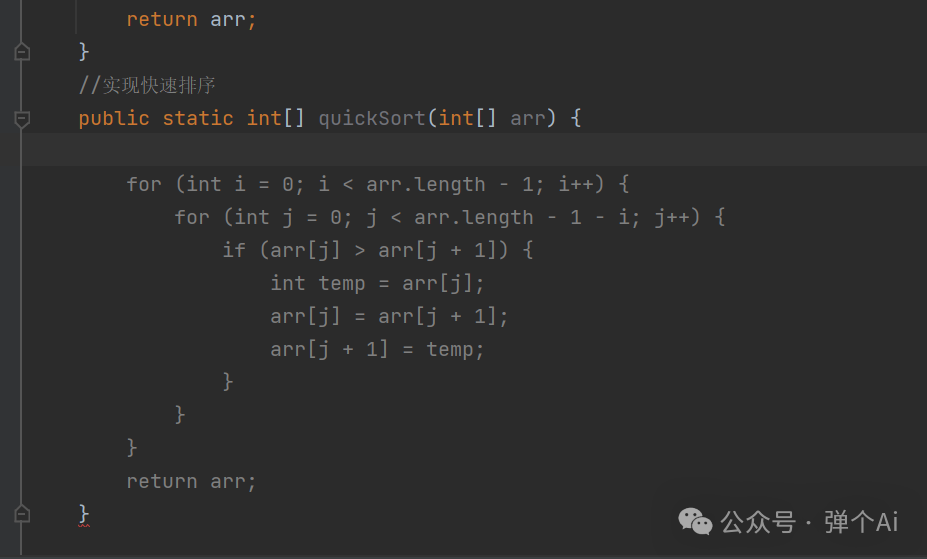 return arr;
}
//实现快速排序
public static int[] quickSort(int[] arr) {
for (int i = 0; i < arr.length - 1; i++) {
for (int j = 0; j < arr.length - 1 - i; j++) {
if (arr[j] > arr[j + 1]) {
int temp = arr[j];
arr[j] = arr[j + 1];
arr[j + 1] = temp;
}
}
}
return arr;
}
公众号 · 弹个Ai